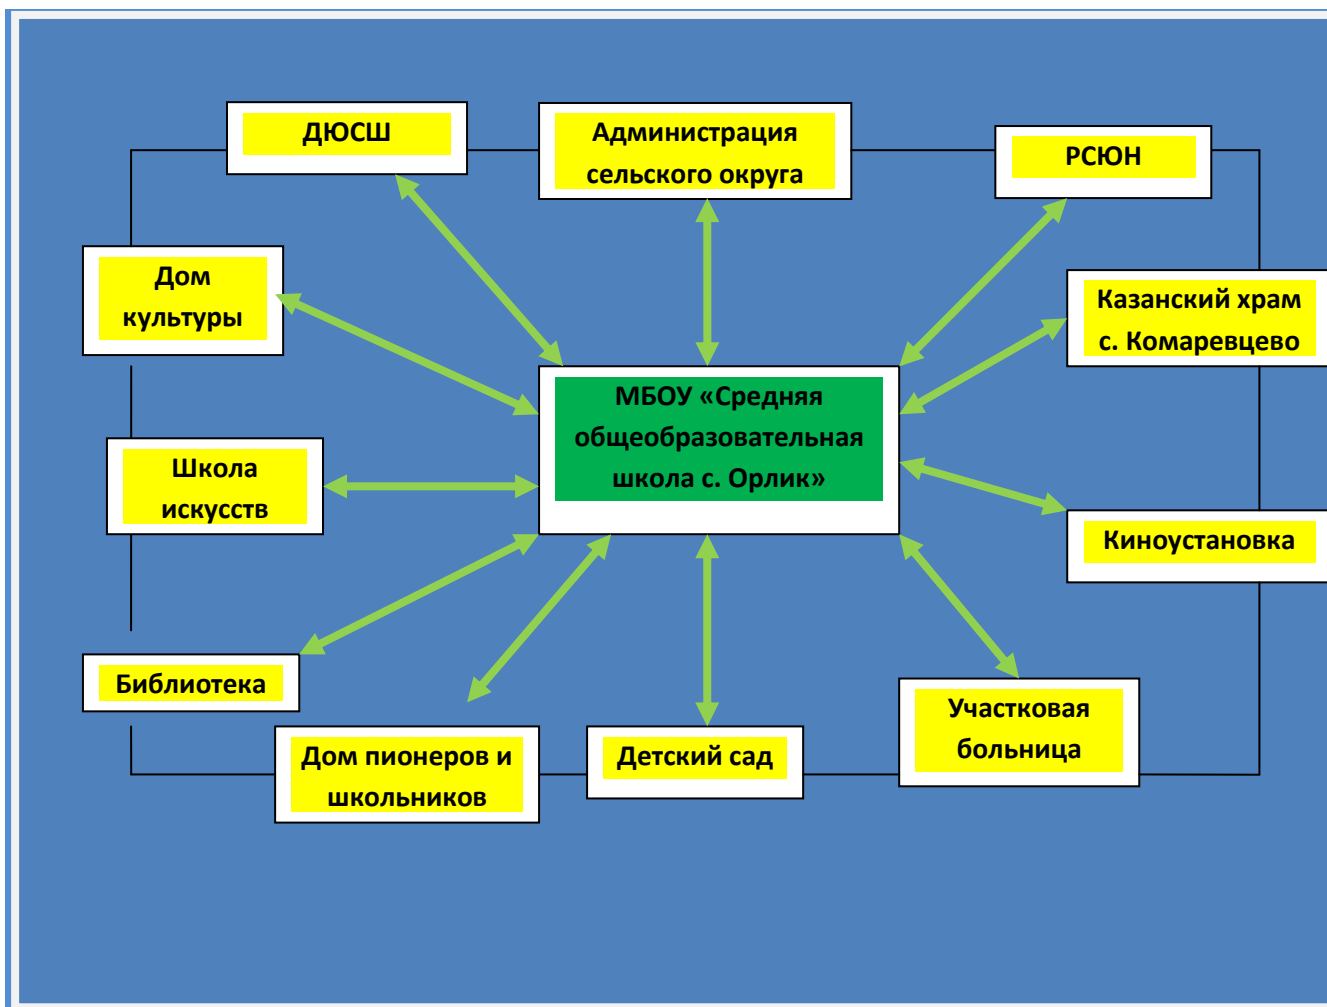 ДЮСШ
Администрация
сельского округа
РСЮН
Дом
культуры
Казанский храм
с. Комаревцево
МБОУ «Средняя
общеобразовательная
школа с. Орлик»
Школа
искусств
Киноустановка
Библиотека
Участковая
больница
Дом пионеров и
школьников
Детский сад